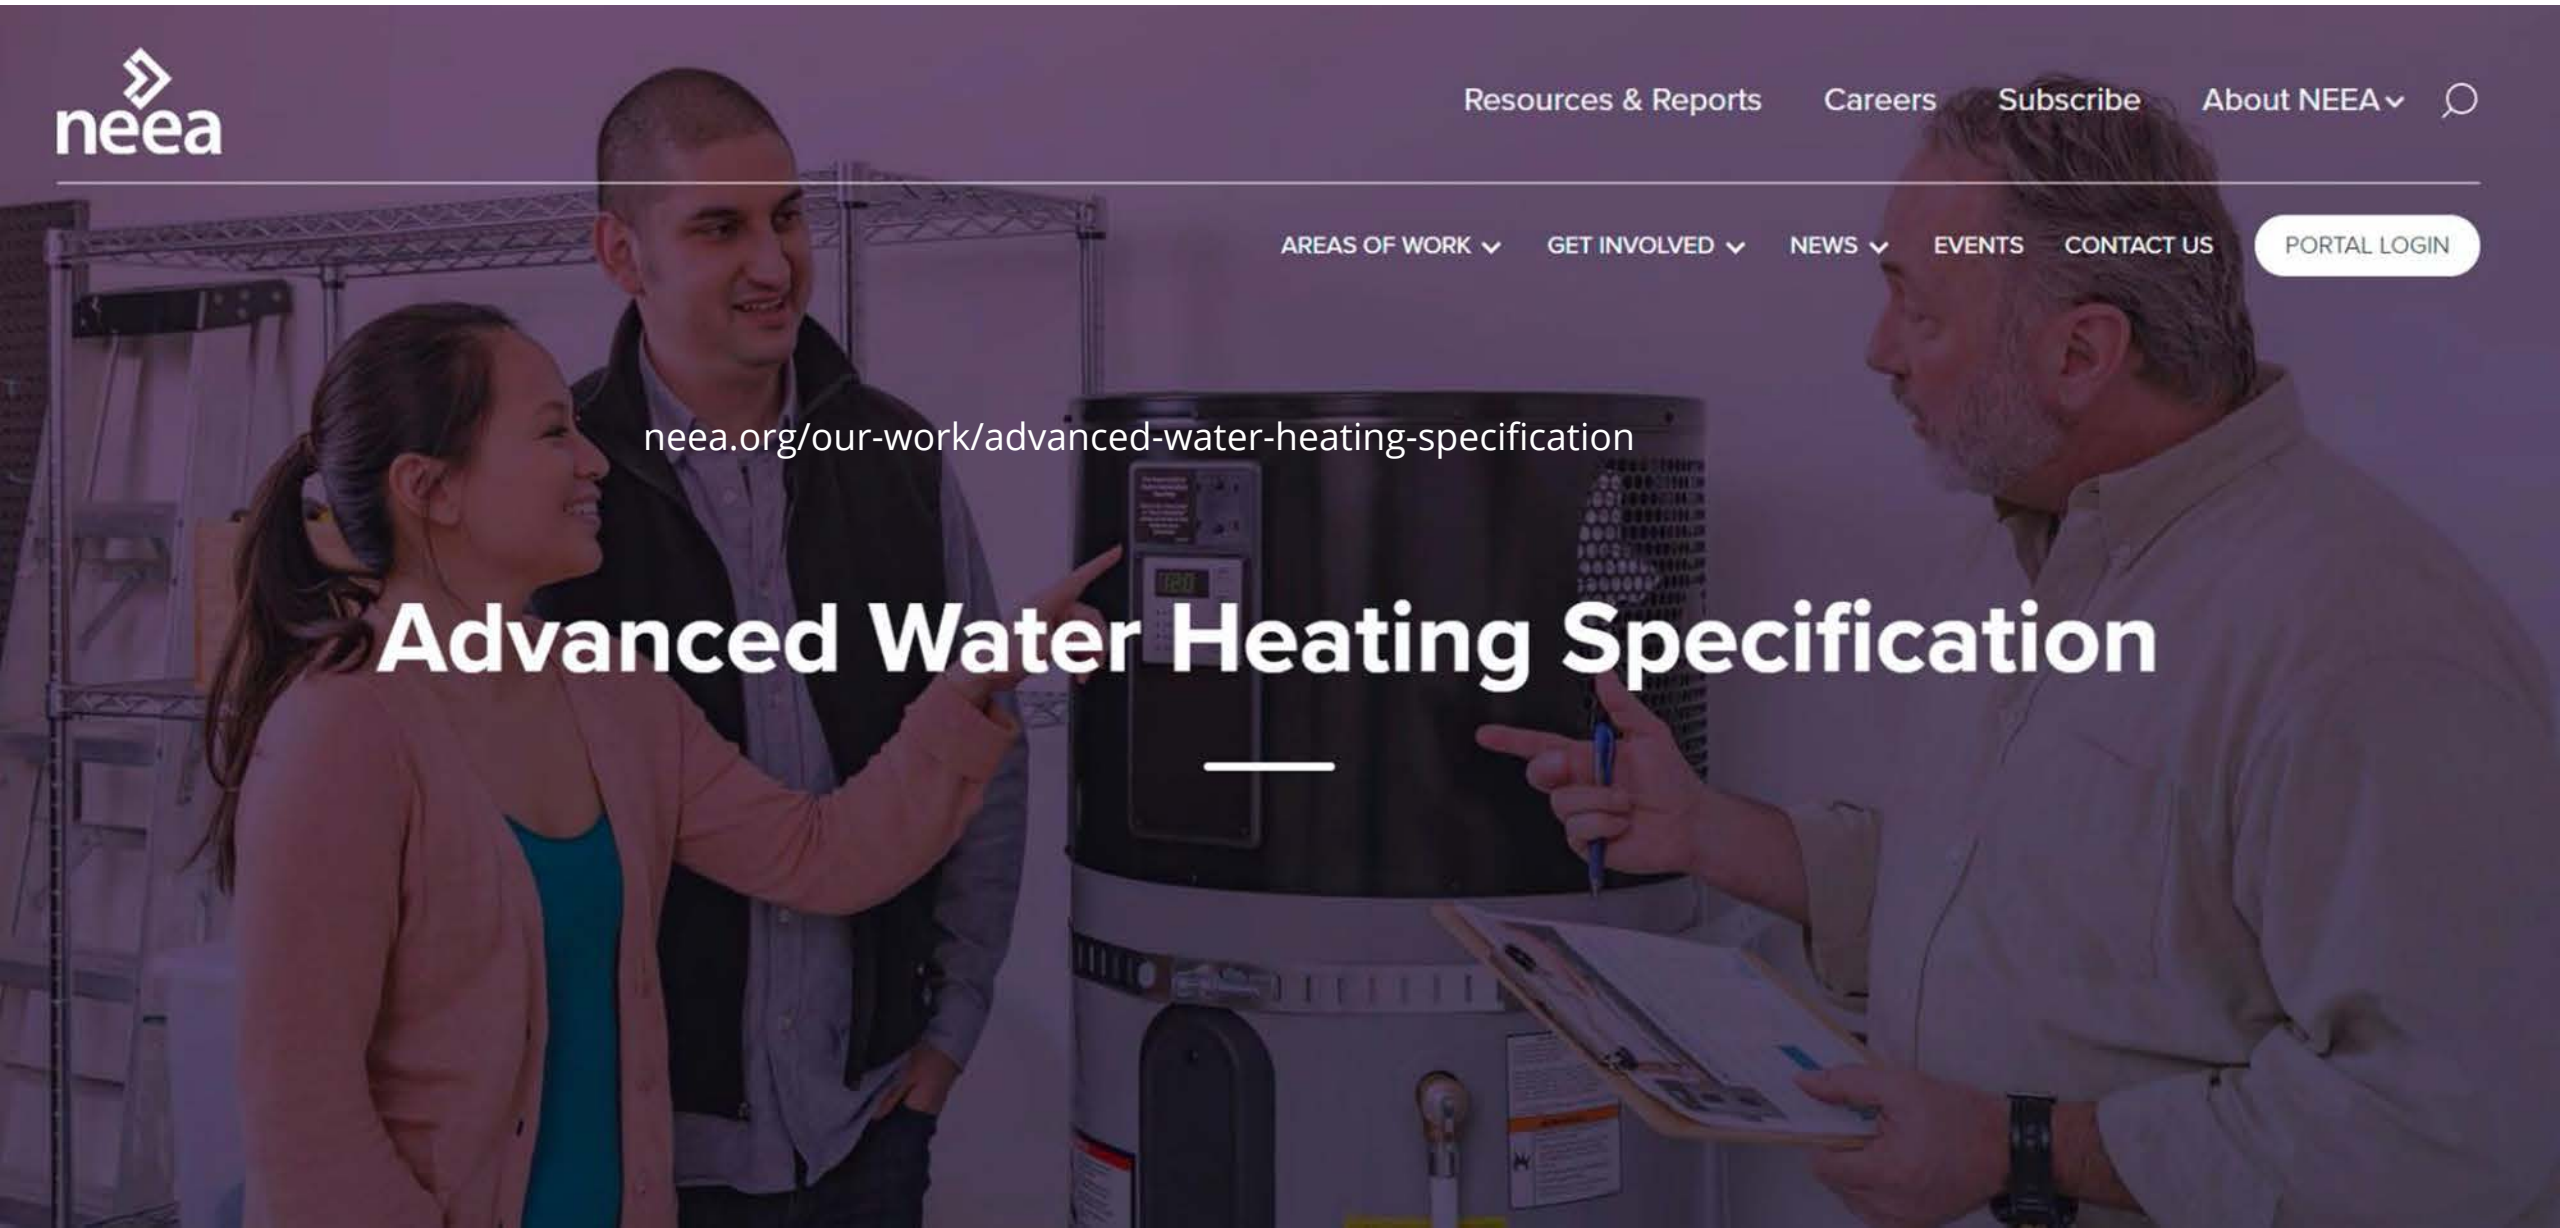 neea
Resources & Reports Careers Subscribe About NEEA
AREAS OF WORK GET INVOLVED NEWS EVENTS CONTACT US PORTAL LOGIN
neea.org/our-work/advanced-water-heating-specification
120
Advanced Water Heating Specification